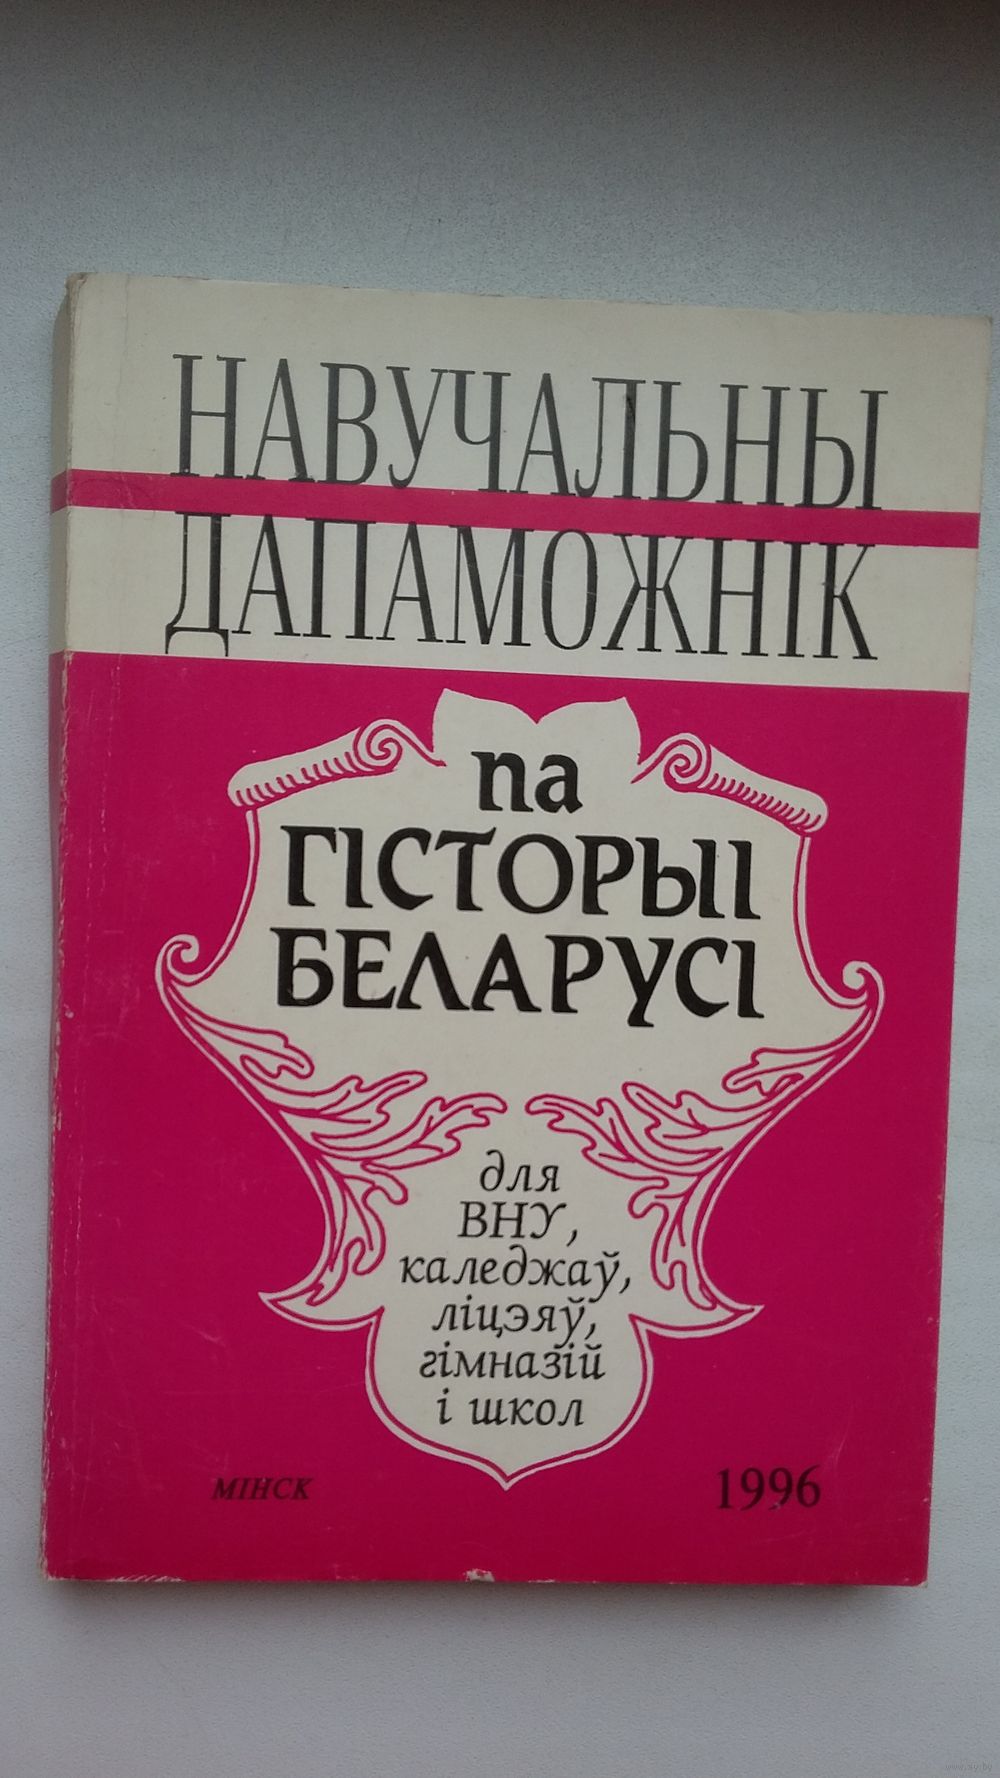 НАВУЧАЛЬНЫ
ДАПАМОЖНІК
па
ГІСТОРЫІ
БЕЛАРУСІ
для
ВНУ,
каледжаў,
ліцэяў,
гімназій
і школ
МІНСК 1996